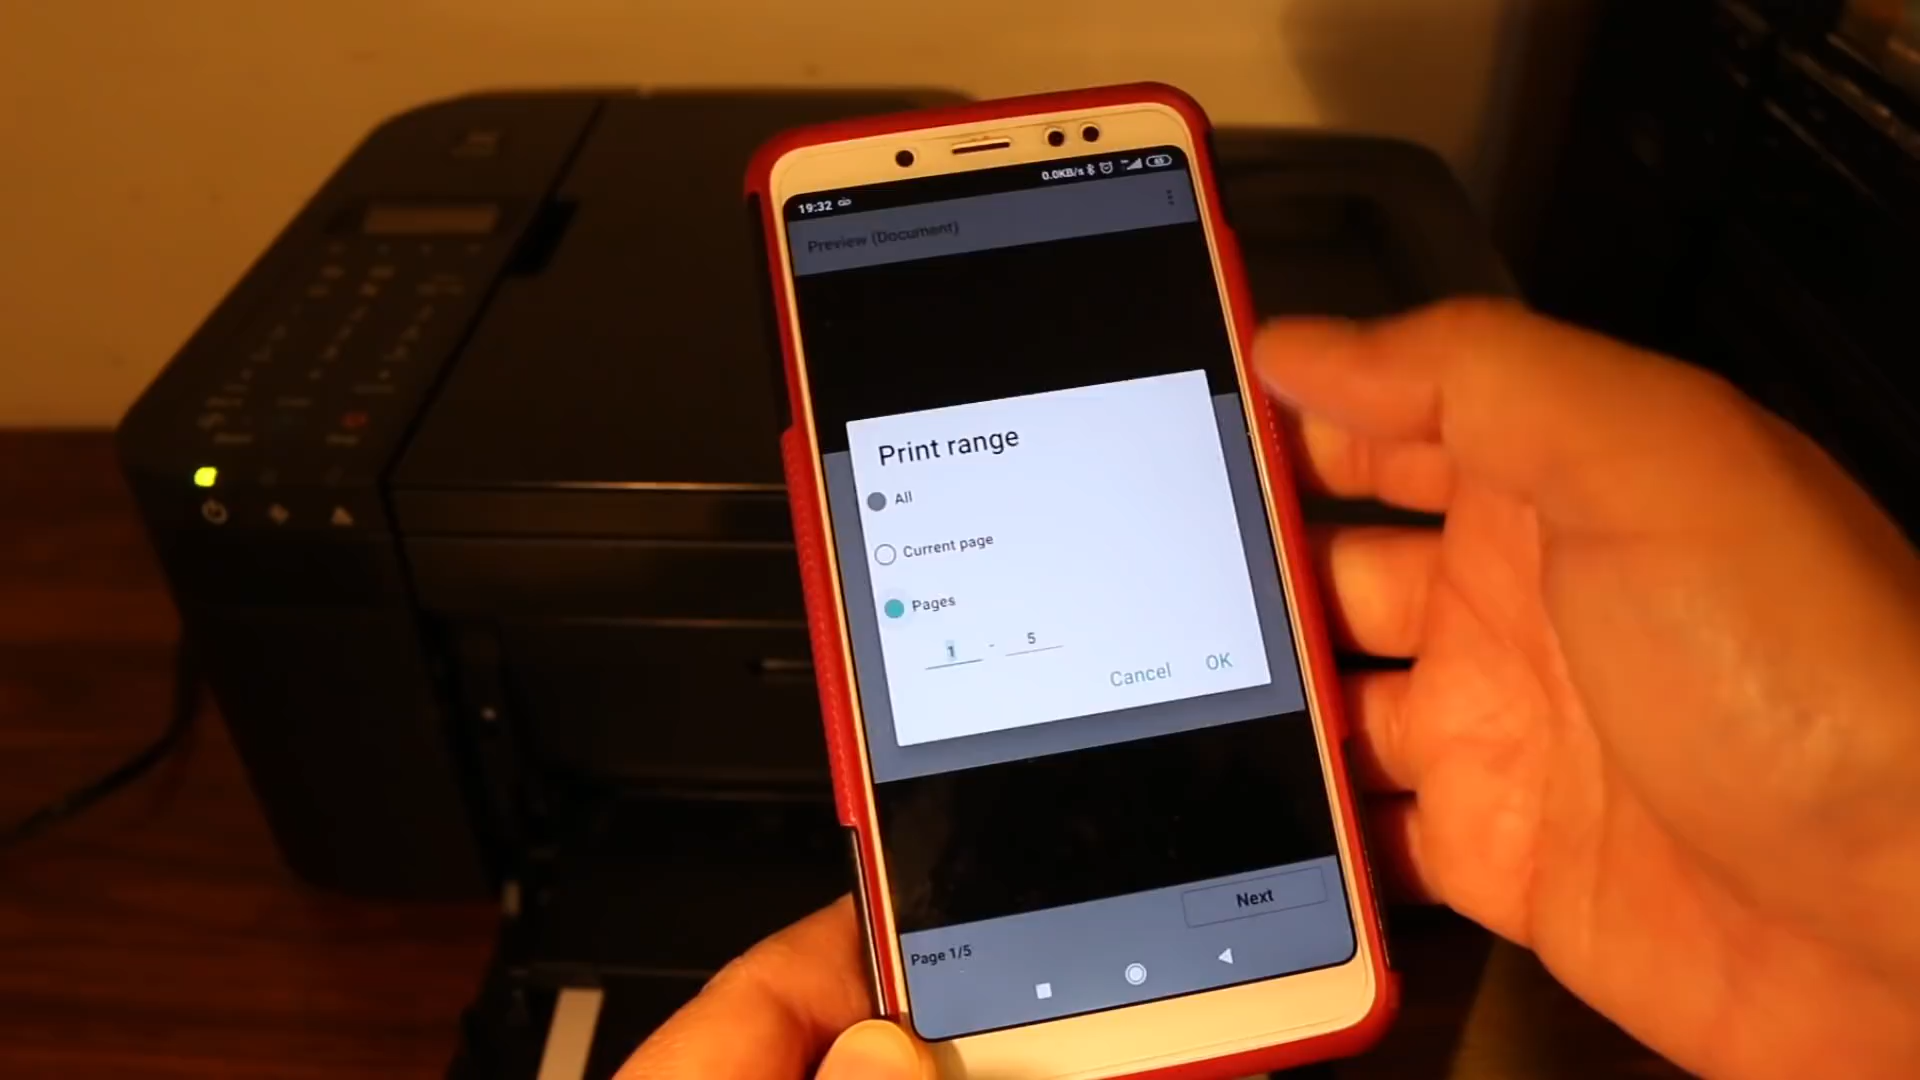 19:32 0.0KB/s 63
Preview (Document)
Print range
All
Current page
Pages
1 - 5
Cancel OK
Next
Page 1/5